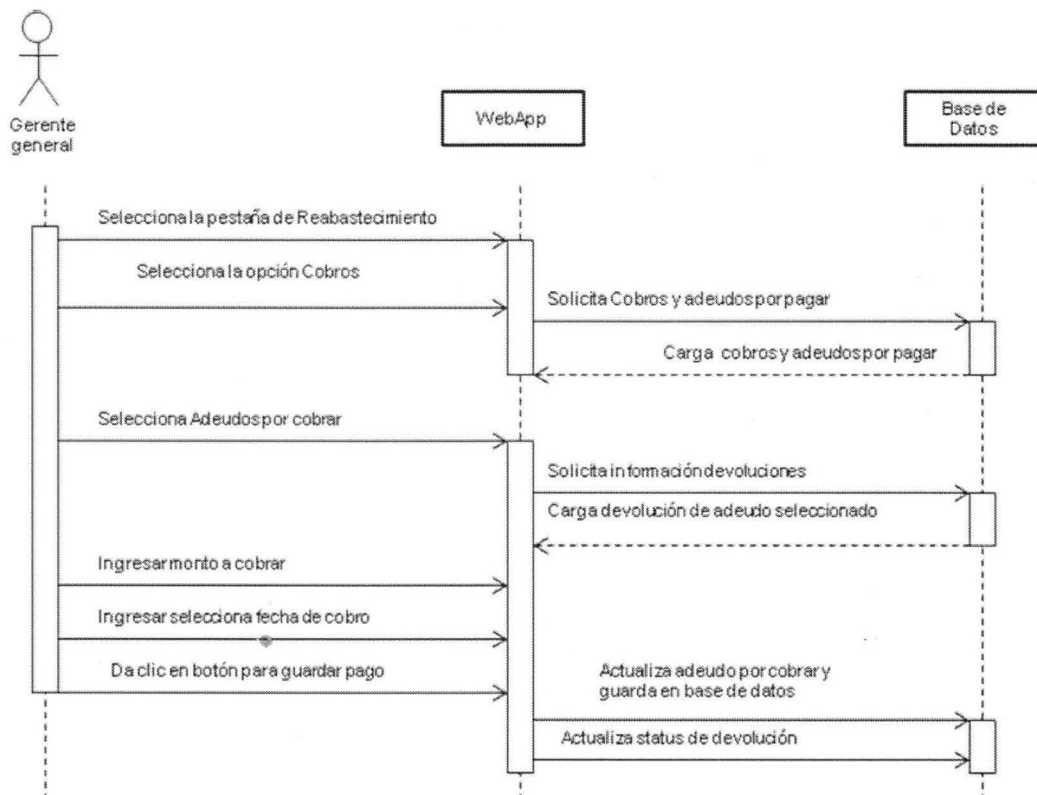 Gerente
general
WebApp
Base de
Datos
Selecciona la pestaña de Reabastecimiento
Selecciona la opción Cobros
Solicita Cobros y adeudos por pagar
Carga cobros y adeudos por pagar
Selecciona Adeudos por cobrar
Solicita información devoluciones
Carga devolución de adeudo seleccionado
Ingresar monto a cobrar
Ingresar selecciona fecha de cobro
Da clic en botón para guardar pago
Actualiza adeudo por cobrar y
guarda en base de datos
Actualiza status de devolución